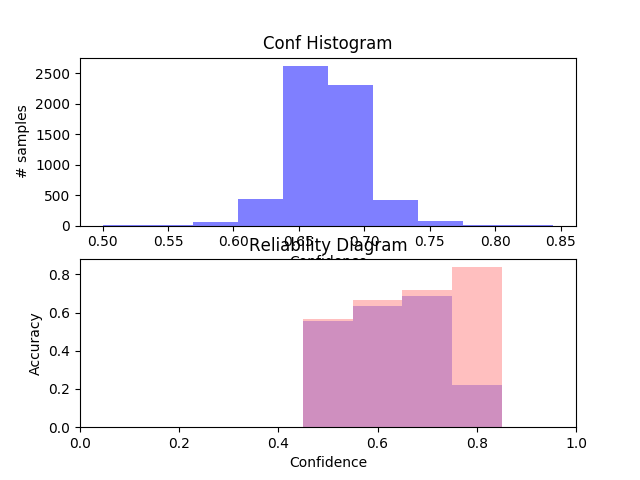 Conf Histogram
2500
2000
1500
1000
500
0
# samples
0.50 0.55 0.60 0.65 0.70 0.75 0.80 0.85
Confidence
Reliability Diagram
0.8
0.6
0.4
0.2
0.0
Accuracy
0.0 0.2 0.4 0.6 0.8 1.0
Confidence